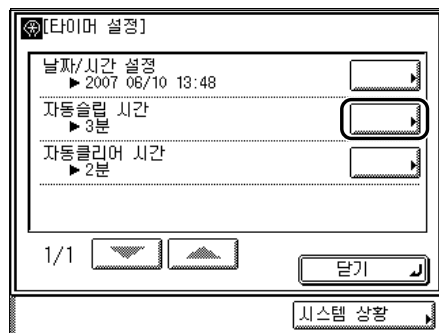 [타이머 설정]
날짜/시간 설정
▶ 2007 06/10 13:48
자동슬립 시간
▶ 3분
자동클리어 시간
▶ 2분
1/1
닫기
시스템 상황